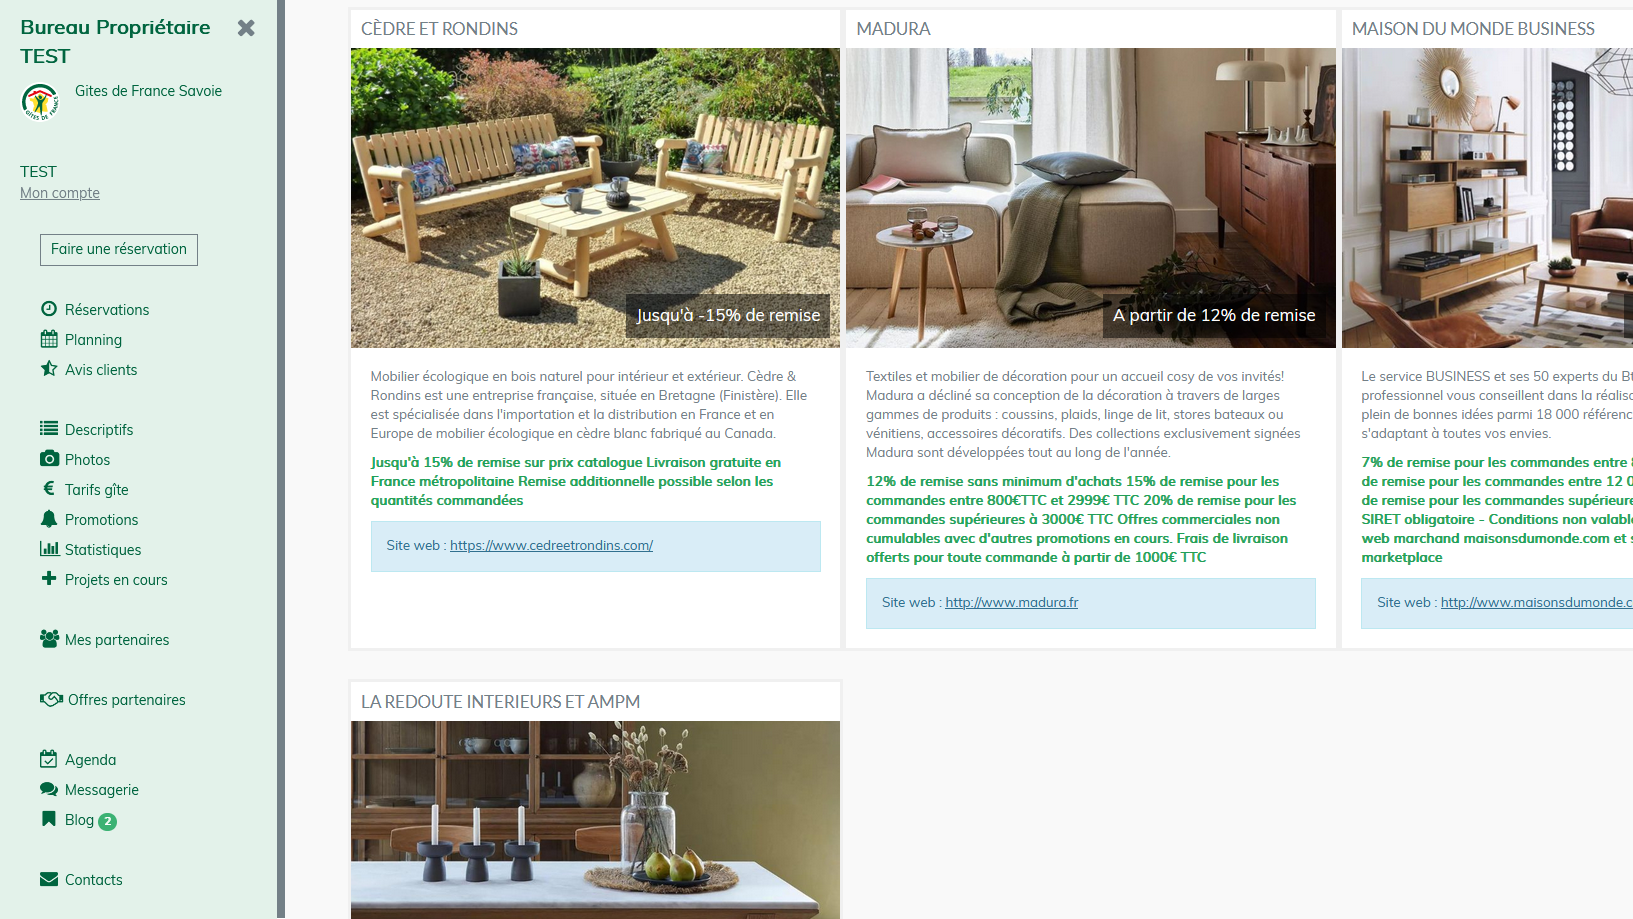 Bureau Propriétaire
TEST
Gites de France Savoie
GÎTES DE FRANCE
TEST
Mon compte
Faire une réservation
Réservations
Planning
Avis clients
Descriptifs
Photos
Tarifs gîte
Promotions
Statistiques
Projets en cours
Mes partenaires
Offres partenaires
Agenda
Messagerie
Blog 2
Contacts
CÈDRE ET RONDINS
Jusqu'à -15% de remise
Mobilier écologique en bois naturel pour intérieur et extérieur. Cèdre &
Rondins est une entreprise française, située en Bretagne (Finistère). Elle
est spécialisée dans l'importation et la distribution en France et en
Europe de mobilier écologique en cèdre blanc fabriqué au Canada.
Jusqu'à 15% de remise sur prix catalogue Livraison gratuite en
France métropolitaine Remise additionnelle possible selon les
quantités commandées
Site web : https://www.cedreetrondins.com/
MADURA
A partir de 12% de remise
Textiles et mobilier de décoration pour un accueil cosy de vos invités!
Madura a décliné sa conception de la décoration à travers de larges
gammes de produits : coussins, plaids, linge de lit, stores bateaux ou
vénitiens, accessoires décoratifs. Des collections exclusivement signées
Madura sont développées tout au long de l'année.
12% de remise sans minimum d'achats 15% de remise pour les
commandes entre 800€TTC et 2999€ TTC 20% de remise pour les
commandes supérieures à 3000€ TTC Offres commerciales non
cumulables avec d'autres promotions en cours. Frais de livraison
offerts pour toute commande à partir de 1000€ TTC
Site web : http://www.madura.fr
MAISON DU MONDE BUSINESS
Le service BUSINESS et ses 50 experts du
professionnel vous conseillent dans la
plein de bonnes idées parmi 18 000
s'adaptant à toutes vos envies.
7% de remise pour les commandes entre
de remise pour les commandes entre 12
de remise pour les commandes
SIRET obligatoire - Conditions non
web marchand maisonsdumonde.com et
marketplace
Site web : http://www.maisonsdumonde.c
LA REDOUTE INTERIEURS ET AMPM